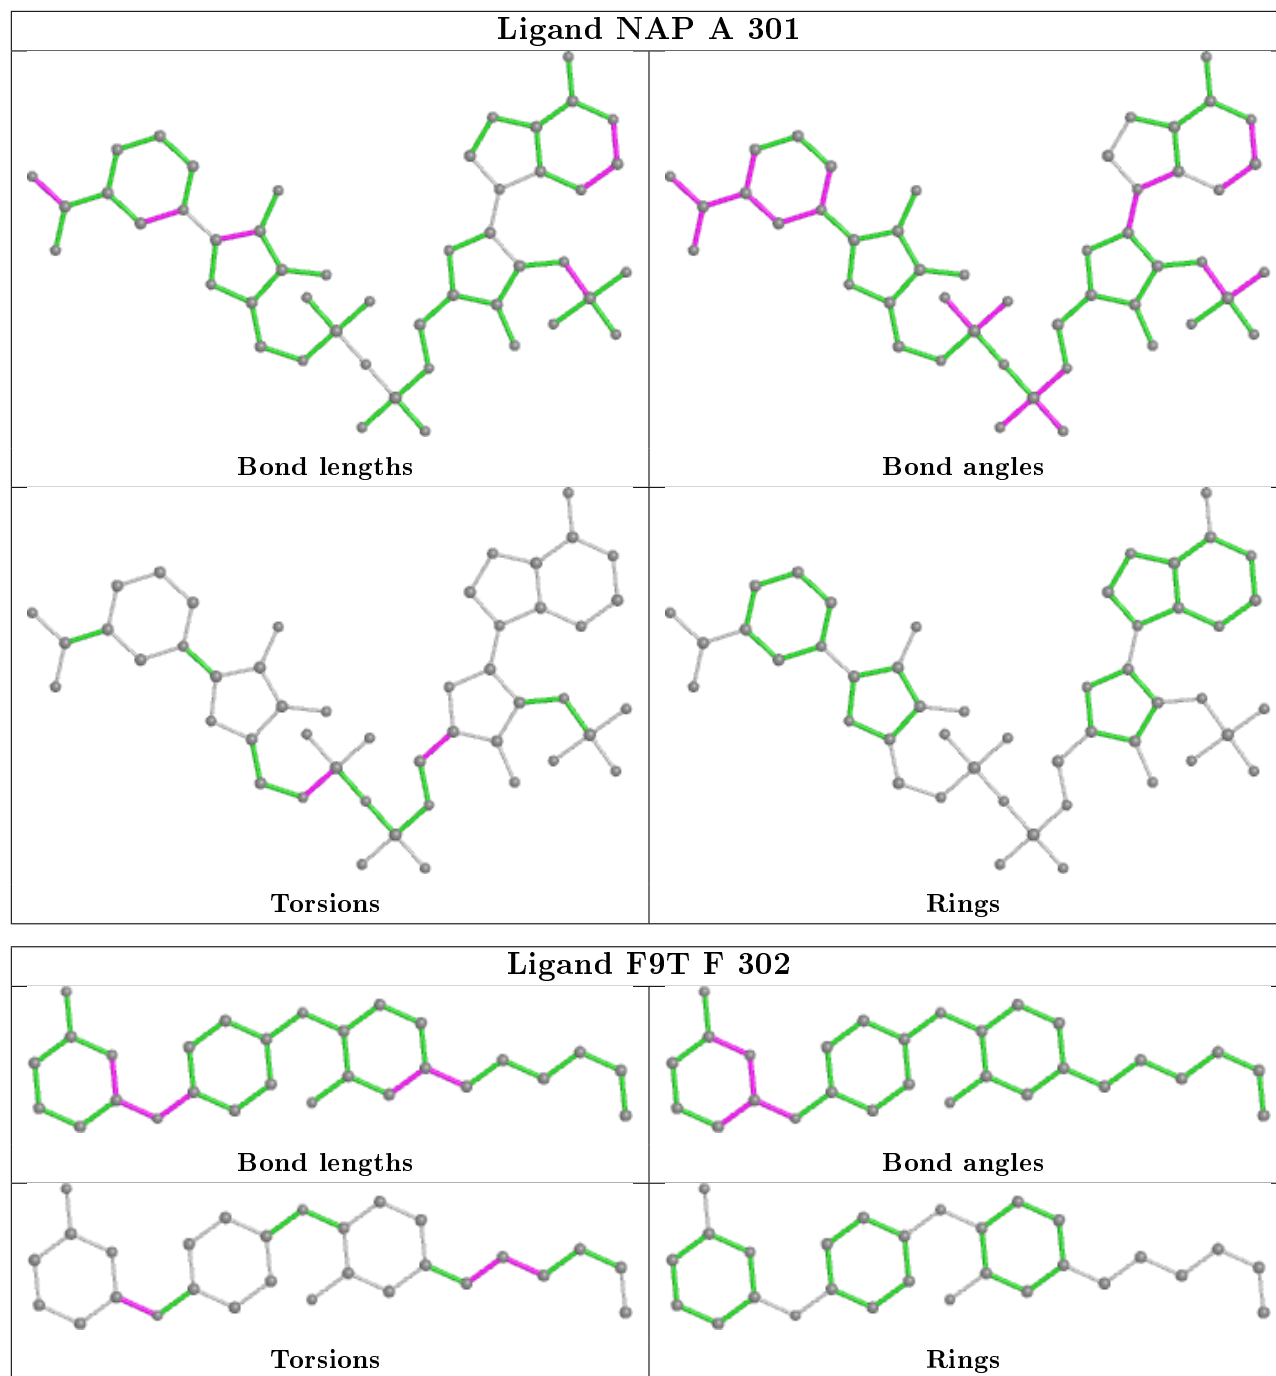 Ligand NAP A 301
Bond lengths
Bond angles
Torsions
Rings
Ligand F9T F 302
Bond lengths
Bond angles
Torsions
Rings